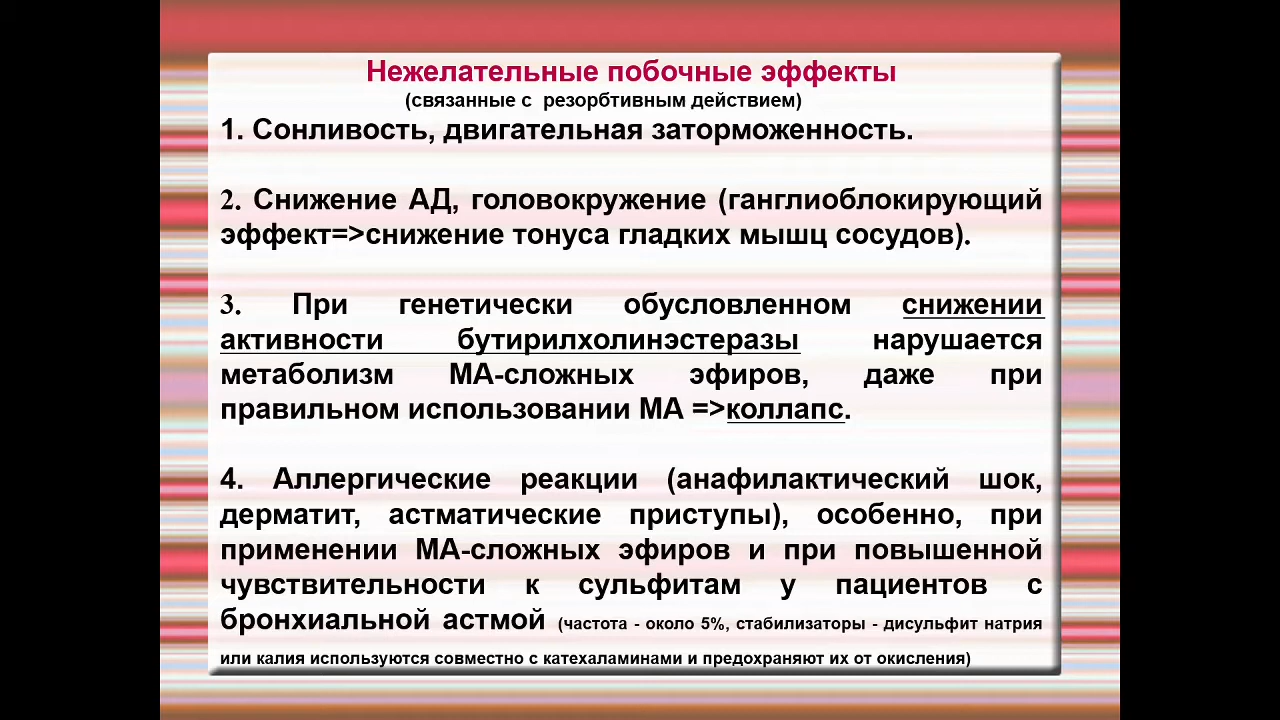 Нежелательные побочные эффекты
(связанные с резорбтивным действием)
1. Сонливость, двигательная заторможенность.
2. Снижение АД, головокружение (ганглиоблокирующий
эффект=>снижение тонуса гладких мышц сосудов).
3. При генетически обусловленном снижении
активности бутирилхолинэстеразы нарушается
метаболизм МА-сложных эфиров, даже при
правильном использовании МА =>коллапс.
4. Аллергические реакции (анафилактический шок,
дерматит, астматические приступы), особенно, при
применении МА-сложных эфиров и при повышенной
чувствительности к сульфитам у пациентов с
бронхиальной астмой (частота - около 5%, стабилизаторы - дисульфит натрия
или калия используются совместно с катехаламинами и предохраняют их от окисления)